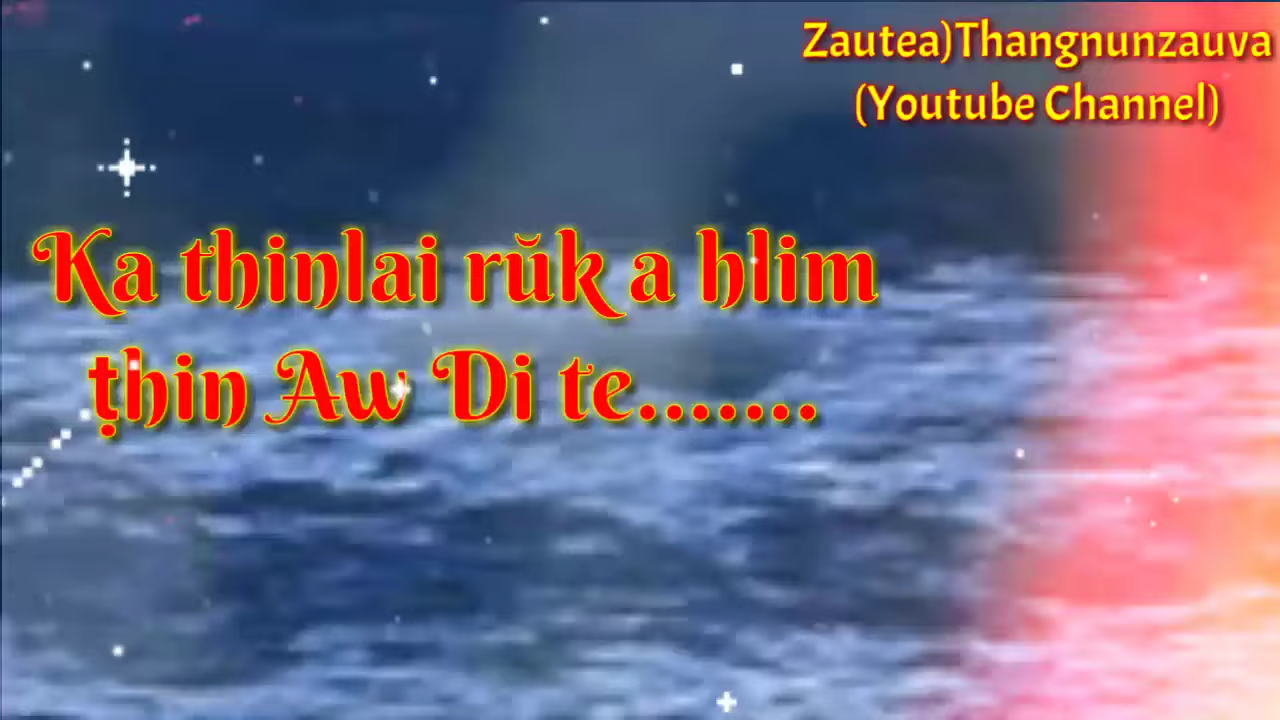 Zautea)Thangnunzauva
(Youtube Channel)
Ka thinlai rŭk a hlim
ṭhin Aw Di te.......